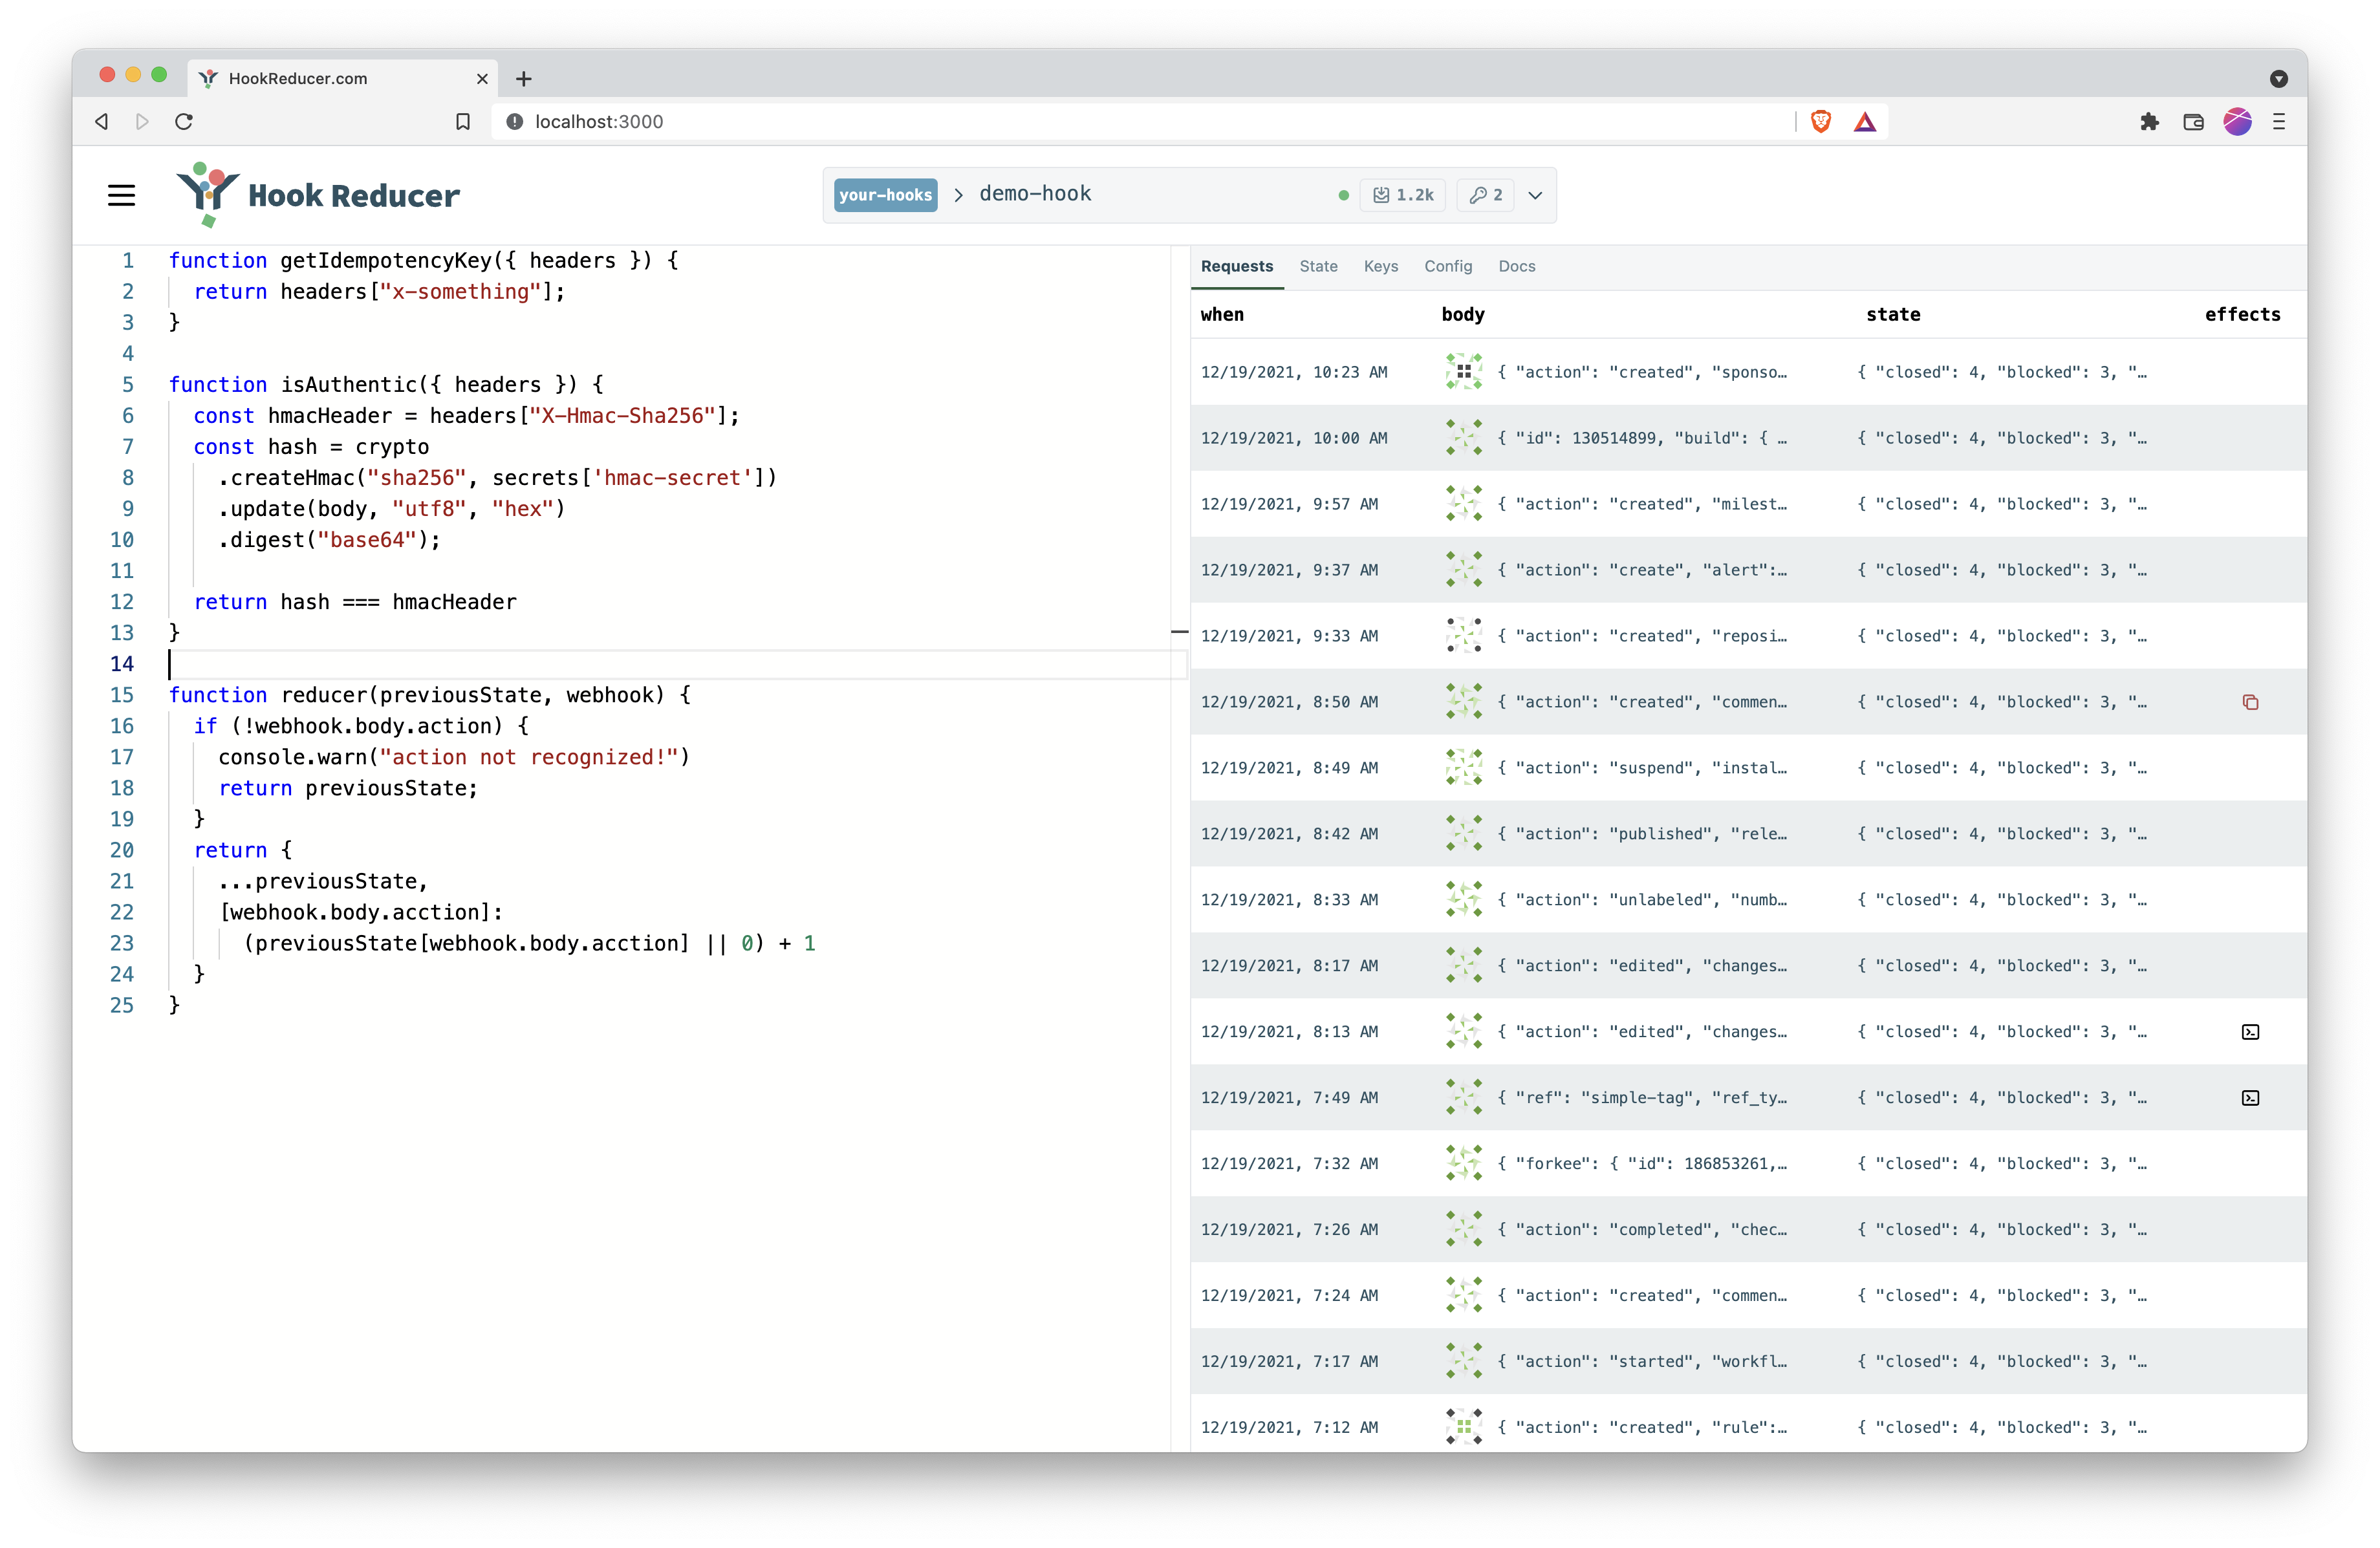 HookReducer.com
localhost:3000
Hook Reducer
your-hooks > demo-hook 1.2k 2
1 function getIdempotencyKey({ headers }) {
2 return headers["x-something"];
3 }
4
5 function isAuthentic({ headers }) {
6 const hmacHeader = headers["X-Hmac-Sha256"];
7 const hash = crypto
8 .createHmac("sha256", secrets['hmac-secret'])
9 .update(body, "utf8", "hex")
10 .digest("base64");
11
12 return hash === hmacHeader
13 }
14
15 function reducer(previousState, webhook) {
16 if (!webhook.body.action) {
17 console.warn("action not recognized!")
18 return previousState;
19 }
20 return {
21 ...previousState,
22 [webhook.body.acction]:
23 (previousState[webhook.body.acction] || 0) + 1
24 }
25 }
Requests State Keys Config Docs
when body state effects
12/19/2021, 10:23 AM { "action": "created", "sponso… { "closed": 4, "blocked": 3, "…
12/19/2021, 10:00 AM { "id": 130514899, "build": { … { "closed": 4, "blocked": 3, "…
12/19/2021, 9:57 AM { "action": "created", "milest… { "closed": 4, "blocked": 3, "…
12/19/2021, 9:37 AM { "action": "create", "alert":… { "closed": 4, "blocked": 3, "…
12/19/2021, 9:33 AM { "action": "created", "reposi… { "closed": 4, "blocked": 3, "…
12/19/2021, 8:50 AM { "action": "created", "commen… { "closed": 4, "blocked": 3, "…
12/19/2021, 8:49 AM { "action": "suspend", "instal… { "closed": 4, "blocked": 3, "…
12/19/2021, 8:42 AM { "action": "published", "rele… { "closed": 4, "blocked": 3, "…
12/19/2021, 8:33 AM { "action": "unlabeled", "numb… { "closed": 4, "blocked": 3, "…
12/19/2021, 8:17 AM { "action": "edited", "changes… { "closed": 4, "blocked": 3, "…
12/19/2021, 8:13 AM { "action": "edited", "changes… { "closed": 4, "blocked": 3, "…
12/19/2021, 7:49 AM { "ref": "simple-tag", "ref_ty… { "closed": 4, "blocked": 3, "…
12/19/2021, 7:32 AM { "forkee": { "id": 186853261,… { "closed": 4, "blocked": 3, "…
12/19/2021, 7:26 AM { "action": "completed", "chec… { "closed": 4, "blocked": 3, "…
12/19/2021, 7:24 AM { "action": "created", "commen… { "closed": 4, "blocked": 3, "…
12/19/2021, 7:17 AM { "action": "started", "workfl… { "closed": 4, "blocked": 3, "…
12/19/2021, 7:12 AM { "action": "created", "rule":… { "closed": 4, "blocked": 3, "…